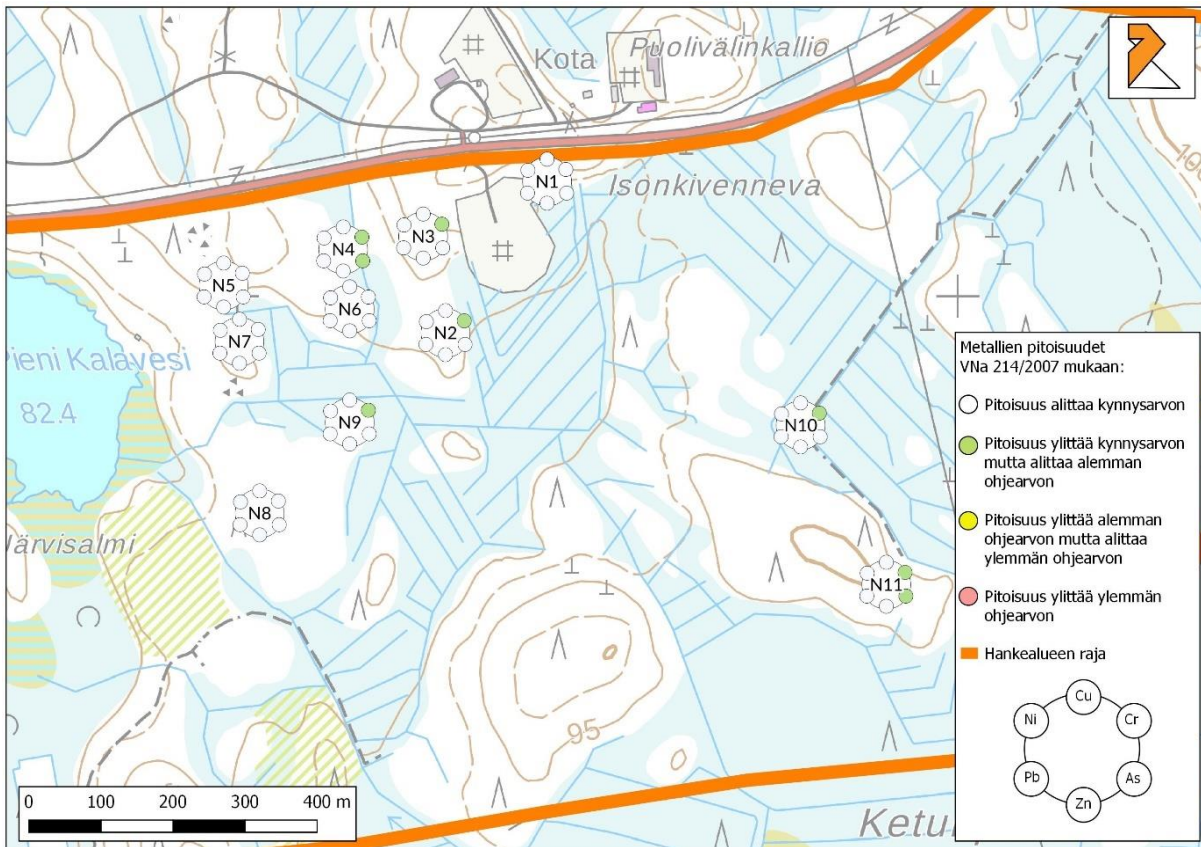 Kota
Puolivälinkallio
Isonkivenneva
N1
N3
N4
N5
N6
N2
N7
N9
N10
N8
N11
Pieni Kalavesi
82.4
Järvisalmi
95
Metallien pitoisuudet
VNa 214/2007 mukaan:
Pitoisuus alittaa kynnysarvon
Pitoisuus ylittää kynnysarvon
mutta alittaa alemman
ohjearvon
Pitoisuus ylittää alemman
ohjearvon mutta alittaa
ylemmän ohjearvon
Pitoisuus ylittää ylemmän
ohjearvon
Hankealueen raja
Cu
Ni
Cr
Pb
As
Zn
0 100 200 300 400 m